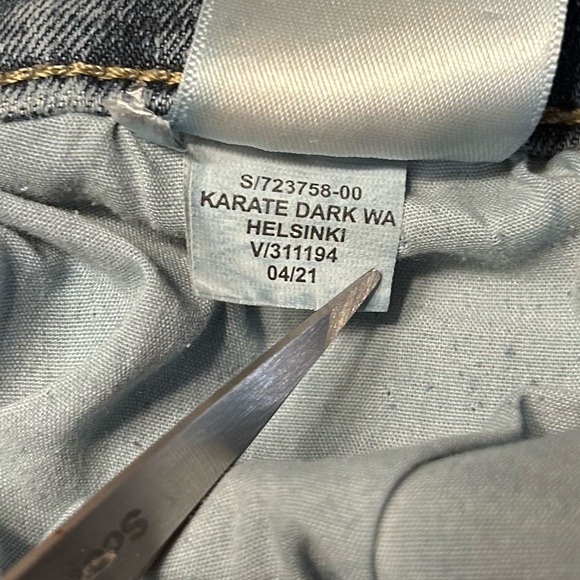 S/723758-00
KARATE DARK WA
HELSINKI
V/311194
04/21